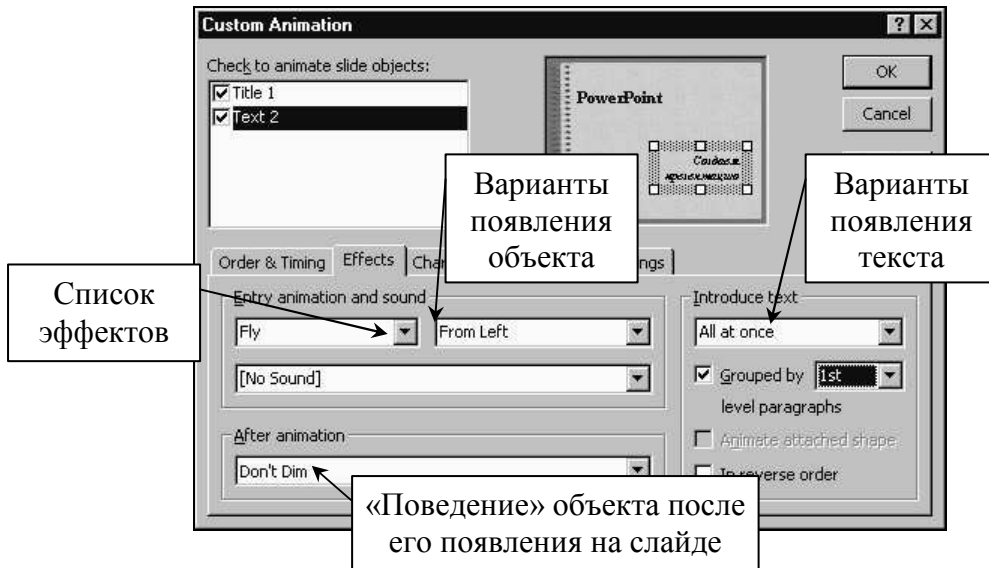 Custom Animation
Check to animate slide objects:
Title 1
Text 2
PowerPoint
Создаем
презентацию
OK
Cancel
Варианты
появления
объекта
Варианты
появления
текста
Order & Timing
Effects
Список
эффектов
Entry animation and sound
Fly
From Left
[No Sound]
Introduce text
All at once
Grouped by 1st
level paragraphs
Animate attached shape
In reverse order
After animation
Don't Dim
«Поведение» объекта после
его появления на слайде